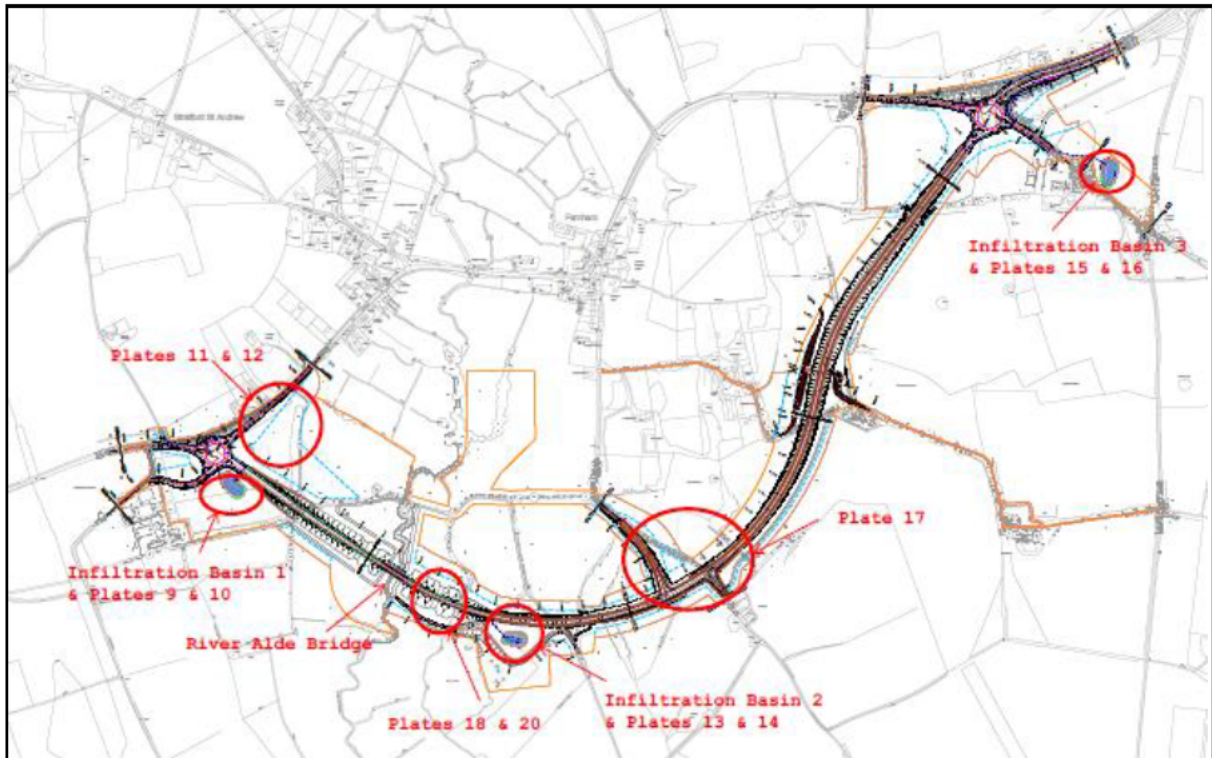 Stratford St Andrew
Farnham
Infiltration Basin 3
& Plates 15 & 16
Plates 11 & 12
Plate 17
Infiltration Basin 1
& Plates 9 & 10
River Alde Bridge
Infiltration Basin 2
& Plates 13 & 14
Plates 18 & 20